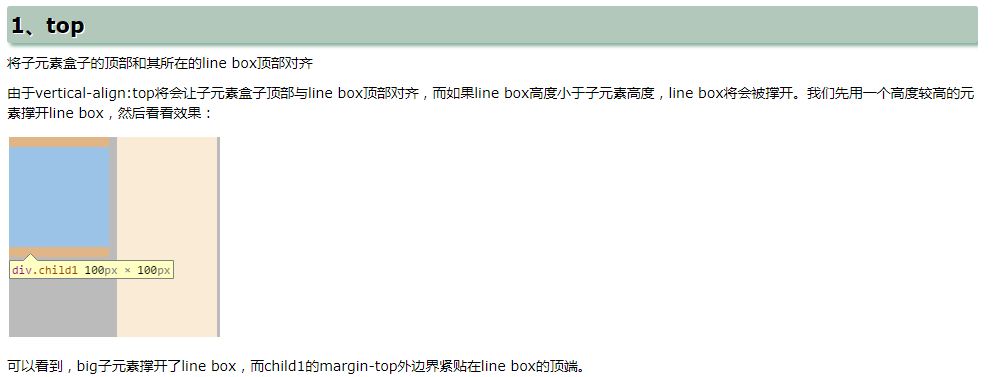 1、top
将子元素盒子的顶部和其所在的line box顶部对齐
由于vertical-align:top将会让子元素盒子顶部与line box顶部对齐，而如果line box高度小于子元素高度，line box将会被撑开。我们先用一个高度较高的元
素撑开line box，然后看看效果：
div.child1 100px × 100px
可以看到，big子元素撑开了line box，而child1的margin-top外边界紧贴在line box的顶端。